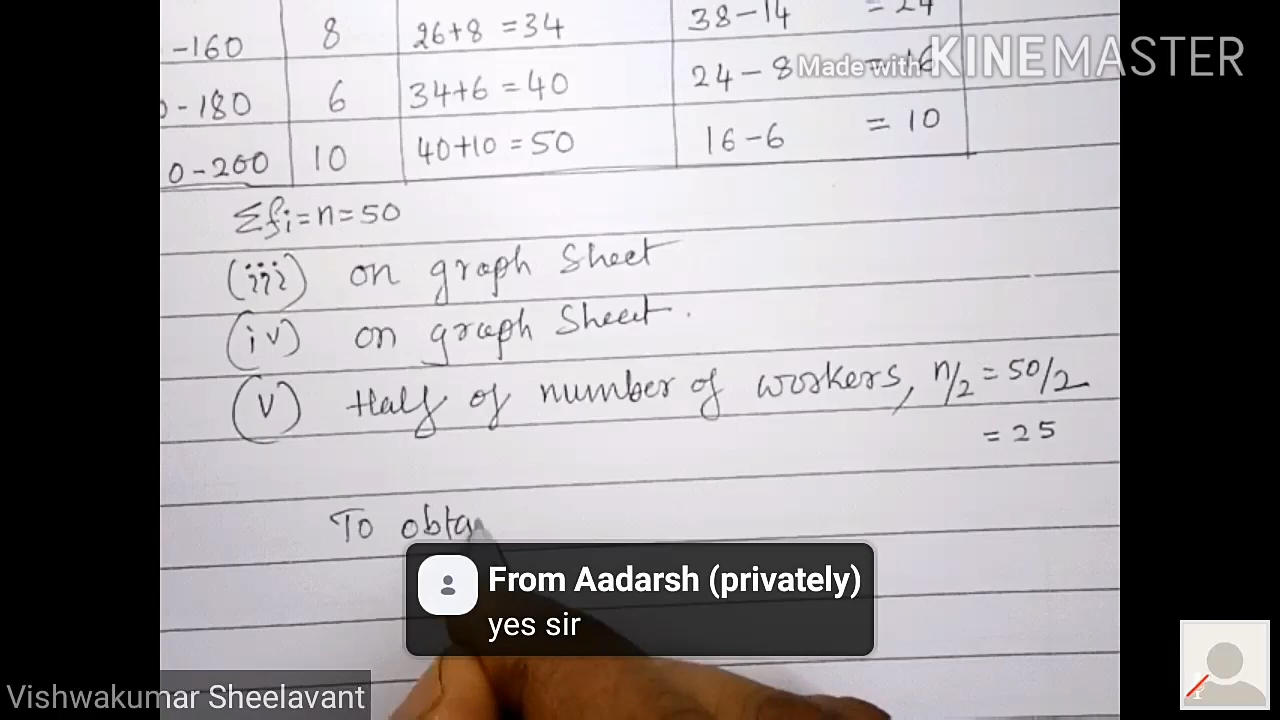 -160 8 26+8 =34 38-14 = 24
Made with KINEMASTER
0-180 6 34+6 = 40 24-8 = 16
0-200 10 40+10 = 50 16-6 = 10
Σfi=n=50
(iii) on graph Sheet
(iv) on graph Sheet.
(v) Half of number of workers, n/2 = 50/2
= 25
To obta
From Aadarsh (privately)
yes sir
Vishwakumar Sheelavant